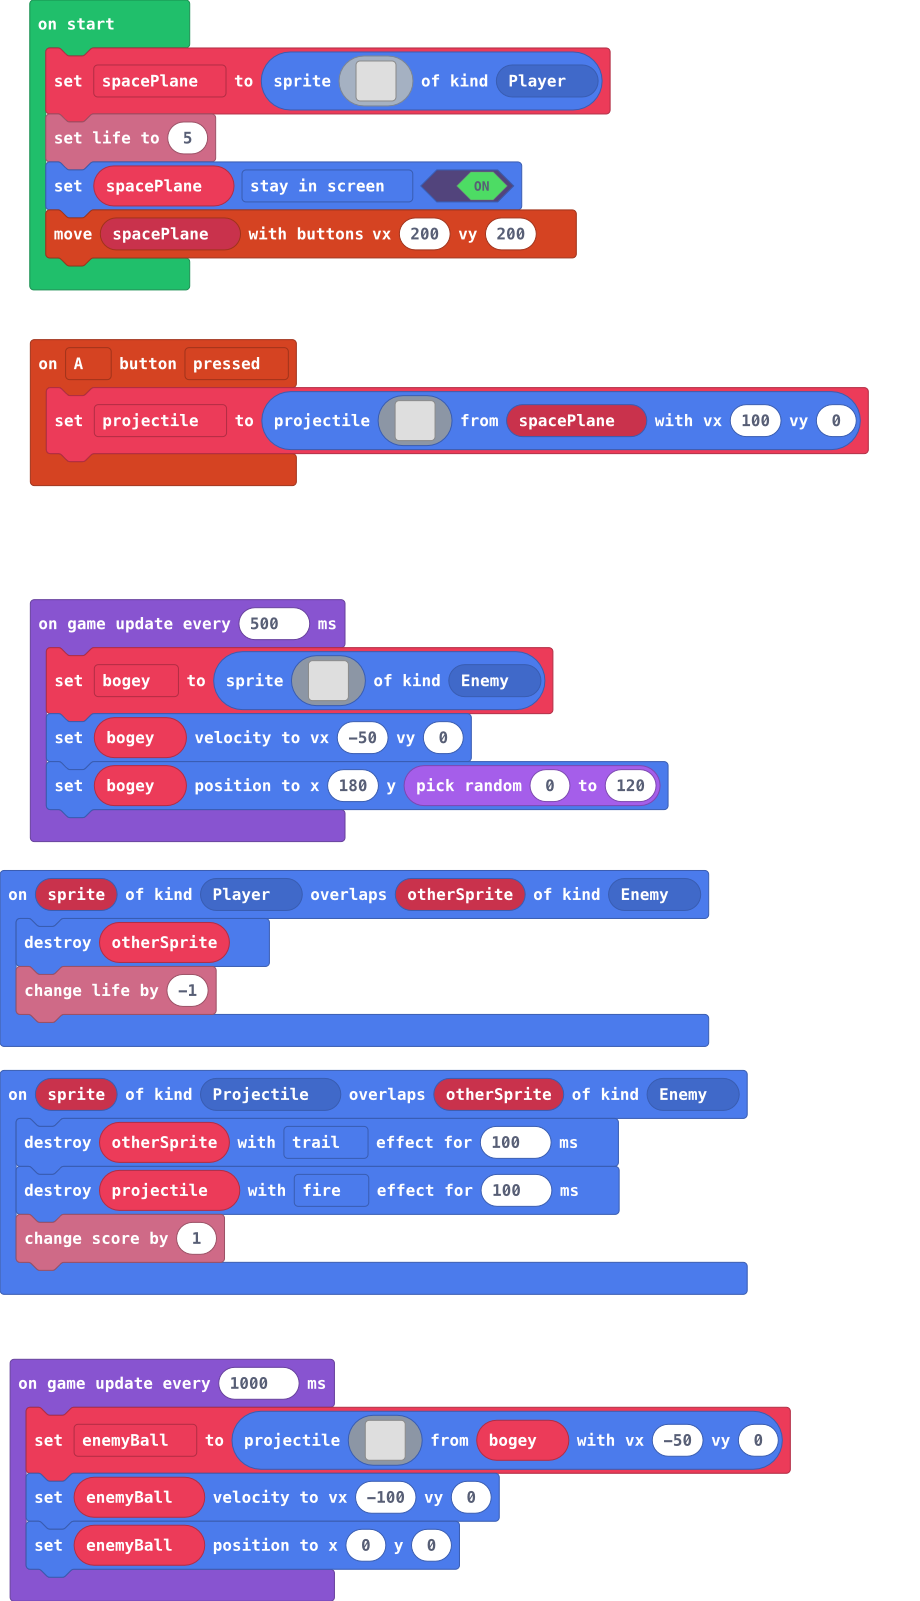 on start
set spacePlane to sprite of kind Player
set life to 5
set spacePlane stay in screen ON
move spacePlane with buttons vx 200 vy 200
on A button pressed
set projectile to projectile from spacePlane with vx 100 vy 0
on game update every 500 ms
set bogey to sprite of kind Enemy
set bogey velocity to vx -50 vy 0
set bogey position to x 180 y pick random 0 to 120
on sprite of kind Player overlaps otherSprite of kind Enemy
destroy otherSprite
change life by -1
on sprite of kind Projectile overlaps otherSprite of kind Enemy
destroy otherSprite with trail effect for 100 ms
destroy projectile with fire effect for 100 ms
change score by 1
on game update every 1000 ms
set enemyBall to projectile from bogey with vx -50 vy 0
set enemyBall velocity to vx -100 vy 0
set enemyBall position to x 0 y 0